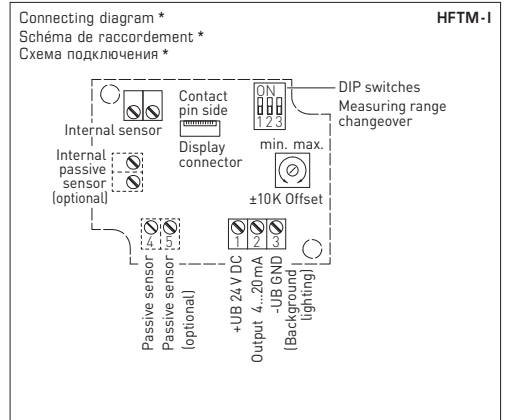 Connecting diagram *
HFTM-I
Schéma de raccordement *
Схема подключения *
ON
1 2 3
DIP switches
Measuring range
changeover
Contact
pin side
Internal sensor
Display
connector
min. max.
±10K Offset
Internal
passive
sensor
(optional)
4
5
1
2
3
Passive sensor
Passive sensor
(optional)
+UB 24 V DC
Output 4...20 mA
-UB GND
(Background
lighting)